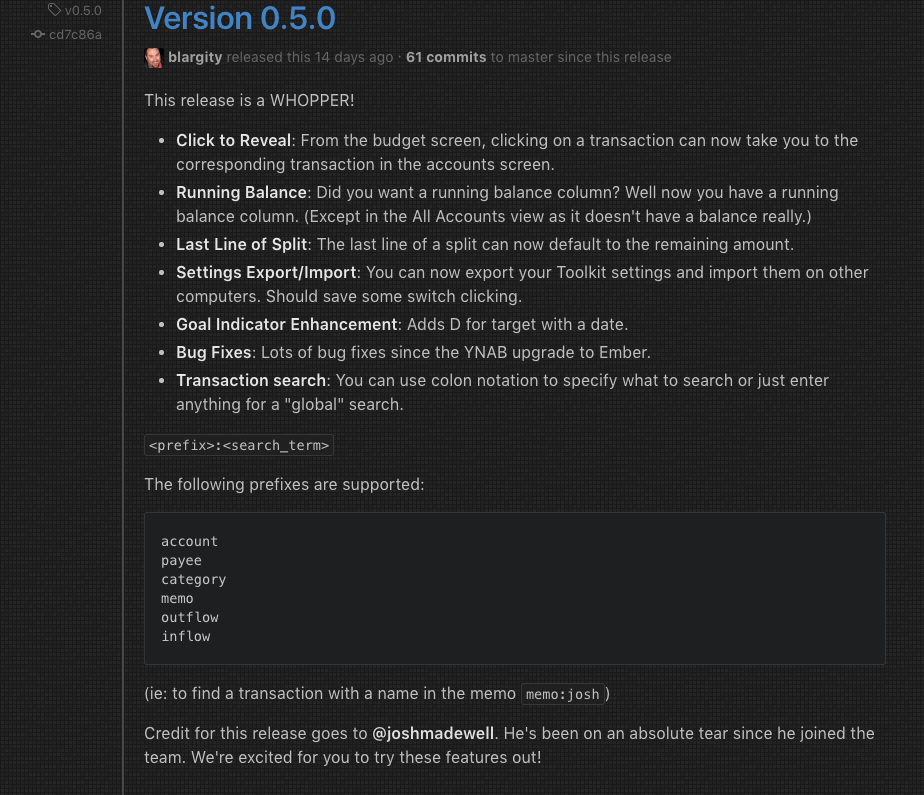 v0.5.0
cd7c86a
Version 0.5.0
blargity released this 14 days ago · 61 commits to master since this release
This release is a WHOPPER!
• Click to Reveal: From the budget screen, clicking on a transaction can now take you to the
corresponding transaction in the accounts screen.
• Running Balance: Did you want a running balance column? Well now you have a running
balance column. (Except in the All Accounts view as it doesn't have a balance really.)
• Last Line of Split: The last line of a split can now default to the remaining amount.
• Settings Export/Import: You can now export your Toolkit settings and import them on other
computers. Should save some switch clicking.
• Goal Indicator Enhancement: Adds D for target with a date.
• Bug Fixes: Lots of bug fixes since the YNAB upgrade to Ember.
• Transaction search: You can use colon notation to specify what to search or just enter
anything for a "global" search.
<prefix>:<search_term>
The following prefixes are supported:
account
payee
category
memo
outflow
inflow
(ie: to find a transaction with a name in the memo memo:josh)
Credit for this release goes to @joshmadewell. He's been on an absolute tear since he joined the
team. We're excited for you to try these features out!